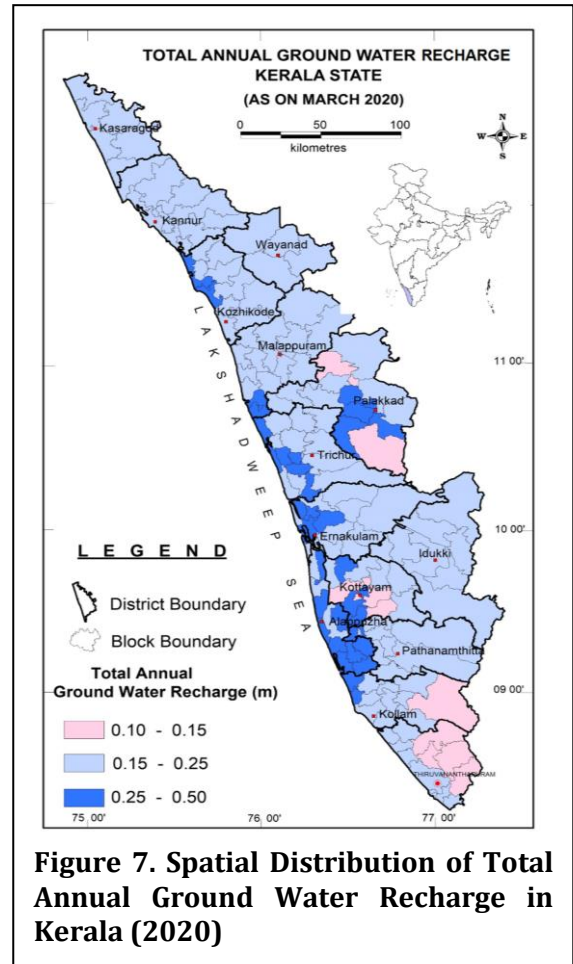 TOTAL ANNUAL GROUND WATER RECHARGE
KERALA STATE
(AS ON MARCH 2020)
0 50 100
kilometres
N
W E
S
Kasaragod
Kannur
Wayanad
Kozhikode
Malappuram
11 00'
Palakkad
Trichur
LAKSHADWEEP SEA
10 00'
Ernakulam
Idukki
LEGEND
Kottayam
District Boundary
Alappuzha
Block Boundary
Pathanamthitta
Total Annual
Ground Water Recharge (m)
09 00'
Kollam
0.10 - 0.15
0.15 - 0.25
THIRUVANANTHAPURAM
0.25 - 0.50
75 00' 76 00' 77 00'
Figure 7. Spatial Distribution of Total
Annual Ground Water Recharge in
Kerala (2020)